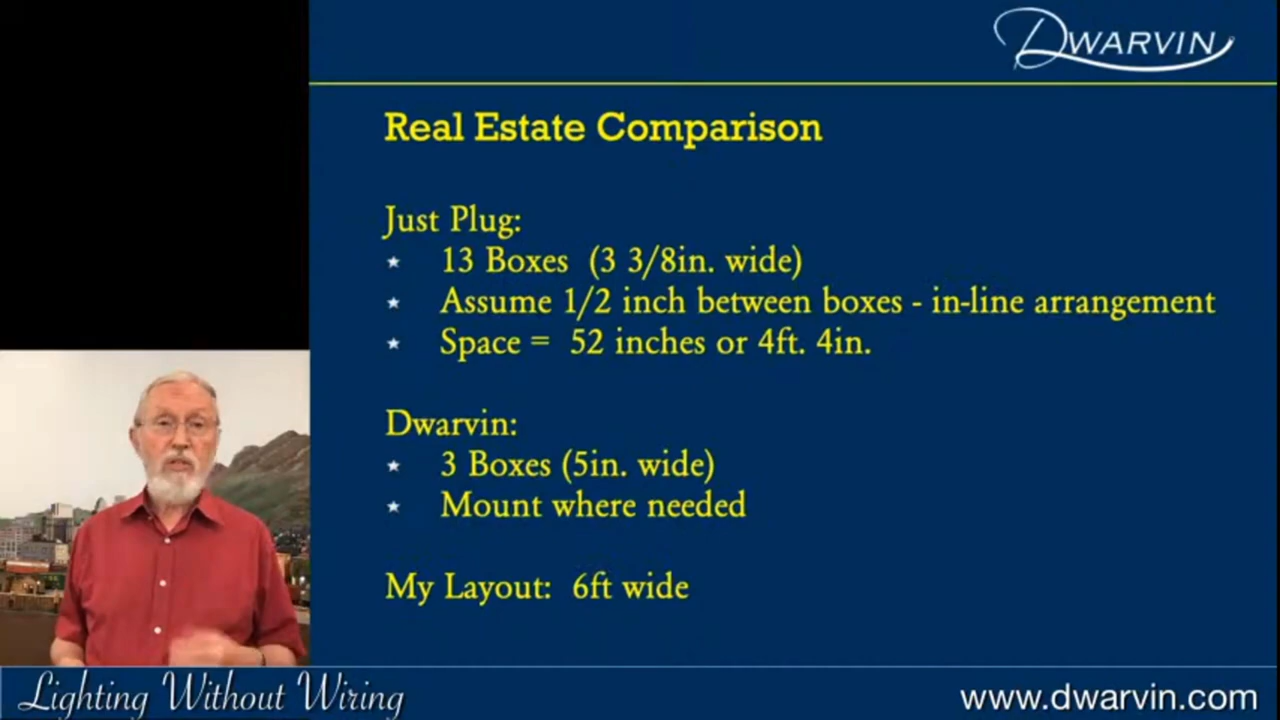 DWARVIN
Real Estate Comparison
Just Plug:
★ 13 Boxes (3 3/8in. wide)
★ Assume 1/2 inch between boxes - in-line arrangement
★ Space = 52 inches or 4ft. 4in.
Dwarvin:
★ 3 Boxes (5in. wide)
★ Mount where needed
My Layout: 6ft wide
Lighting Without Wiring
www.dwarvin.com